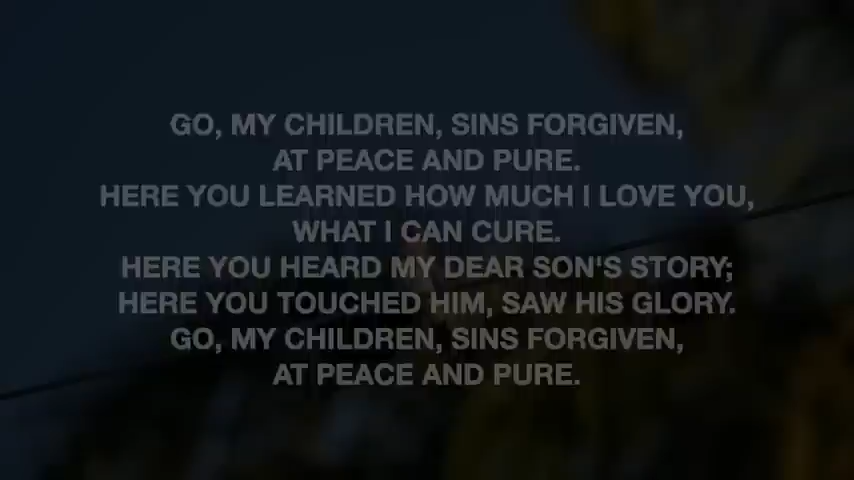 GO, MY CHILDREN, SINS FORGIVEN,
AT PEACE AND PURE.
HERE YOU LEARNED HOW MUCH I LOVE YOU,
WHAT I CAN CURE.
HERE YOU HEARD MY DEAR SON'S STORY;
HERE YOU TOUCHED HIM, SAW HIS GLORY.
GO, MY CHILDREN, SINS FORGIVEN,
AT PEACE AND PURE.